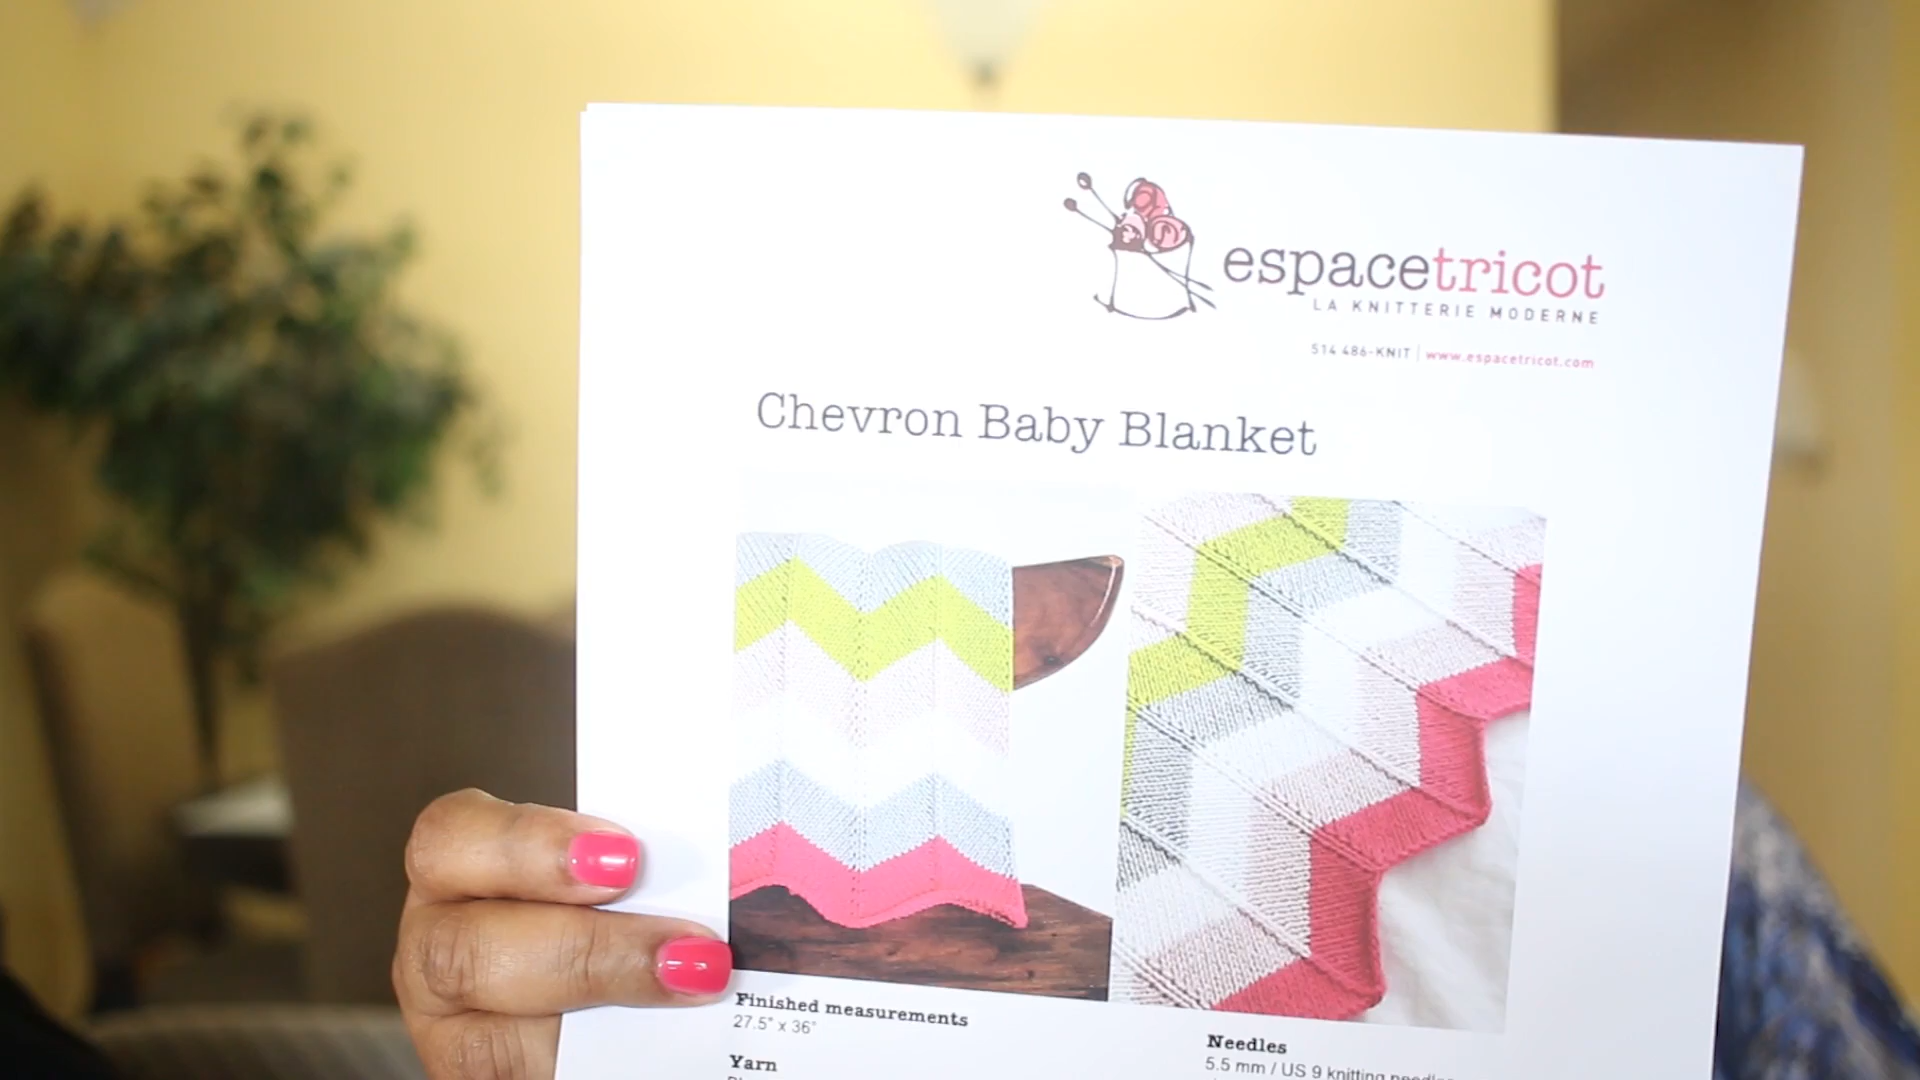 espacetricot
LA KNITTERIE MODERNE
514 486-KNIT | www.espacetricot.com
Chevron Baby Blanket
Finished measurements
27.5" x 36"
Yarn
Needles
5.5 mm / US 9 knitting